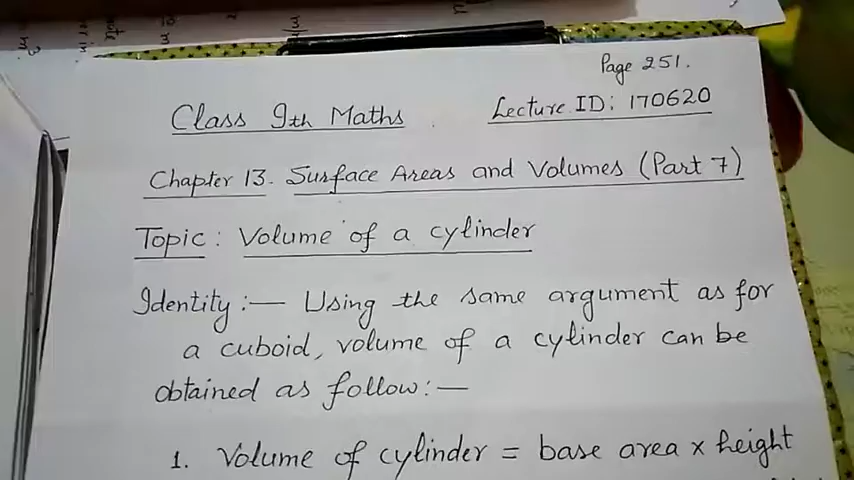 Page 251.
Class 9th Maths Lecture ID: 170620
Chapter 13. Surface Areas and Volumes (Part 7)
Topic: Volume of a cylinder
Identity :— Using the same argument as for
a cuboid, volume of a cylinder can be
obtained as follow:—
1. Volume of cylinder = base area x height